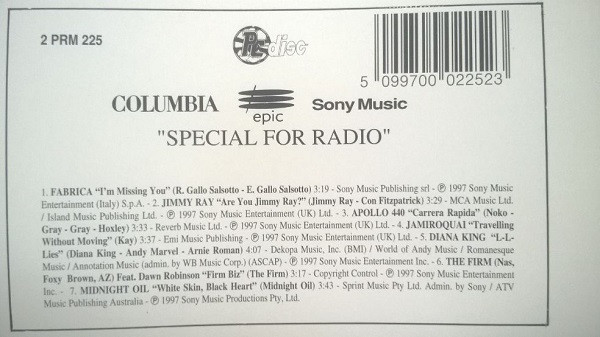 2 PRM 225
PL disc
5 099700 022523
COLUMBIA epic Sony Music
"SPECIAL FOR RADIO"
1. FABRICA “I'm Missing You” (R. Gallo Salsotto - E. Gallo Salsotto) 3:19 - Sony Music Publishing srl - ℗ 1997 Sony Music
Entertainment (Italy) S.p.A. - 2. JIMMY RAY “Are You Jimmy Ray?” (Jimmy Ray - Con Fitzpatrick) 3:29 - MCA Music Ltd.
/ Island Music Publishing Ltd. - ℗ 1997 Sony Music Entertainment (UK) Ltd. - 3. APOLLO 440 “Carrera Rapida” (Noko -
Gray - Gray - Hoxley) 3:33 - Reverb Music Ltd. - ℗ 1997 Sony Music Entertainment (UK) Ltd. - 4. JAMIROQUAI “Travelling
Without Moving” (Kay) 3:37 - Emi Music Publishing - ℗ 1997 Sony Music Entertainment (UK) Ltd. - 5. DIANA KING “L-L-
Lies” (Diana King - Andy Marvel - Arnie Roman) 4:07 - Dekopa Music, Inc. (BMI) / World of Andy Music / Romanesque
Music / Annotation Music (admin. by WB Music Corp.) (ASCAP) - ℗ 1997 Sony Music Entertainment Inc. - 6. THE FIRM (Nas,
Foxy Brown, AZ) Feat. Dawn Robinson “Firm Biz” (The Firm) 3:17 - Copyright Control - ℗ 1997 Sony Music Entertainment
Inc. - 7. MIDNIGHT OIL “White Skin, Black Heart” (Midnight Oil) 3:43 - Sprint Music Pty Ltd. Admin. by Sony / ATV
Music Publishing Australia - ℗ 1997 Sony Music Productions Pty, Ltd.